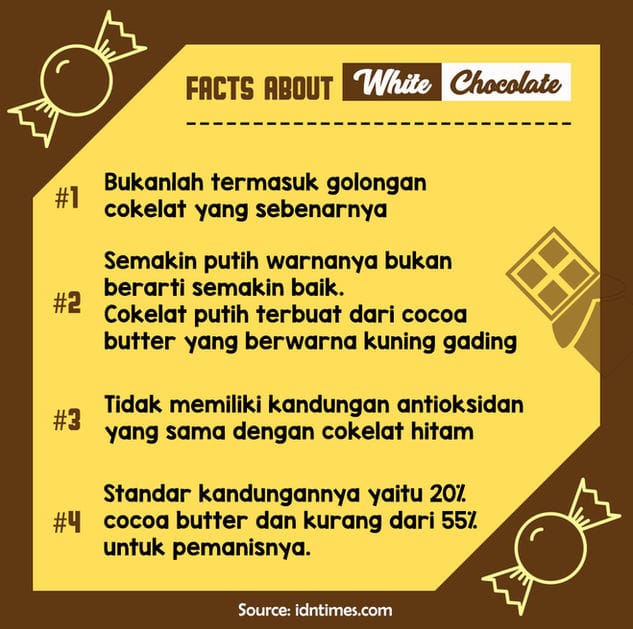 FACTS ABOUT White Chocolate
#1 Bukanlah termasuk golongan
cokelat yang sebenarnya
Semakin putih warnanya bukan
berarti semakin baik.
#2 Cokelat putih terbuat dari cocoa
butter yang berwarna kuning gading
#3 Tidak memiliki kandungan antioksidan
yang sama dengan cokelat hitam
Standar kandungannya yaitu 20%
#4 cocoa butter dan kurang dari 55%
untuk pemanisnya.
Source: idntimes.com